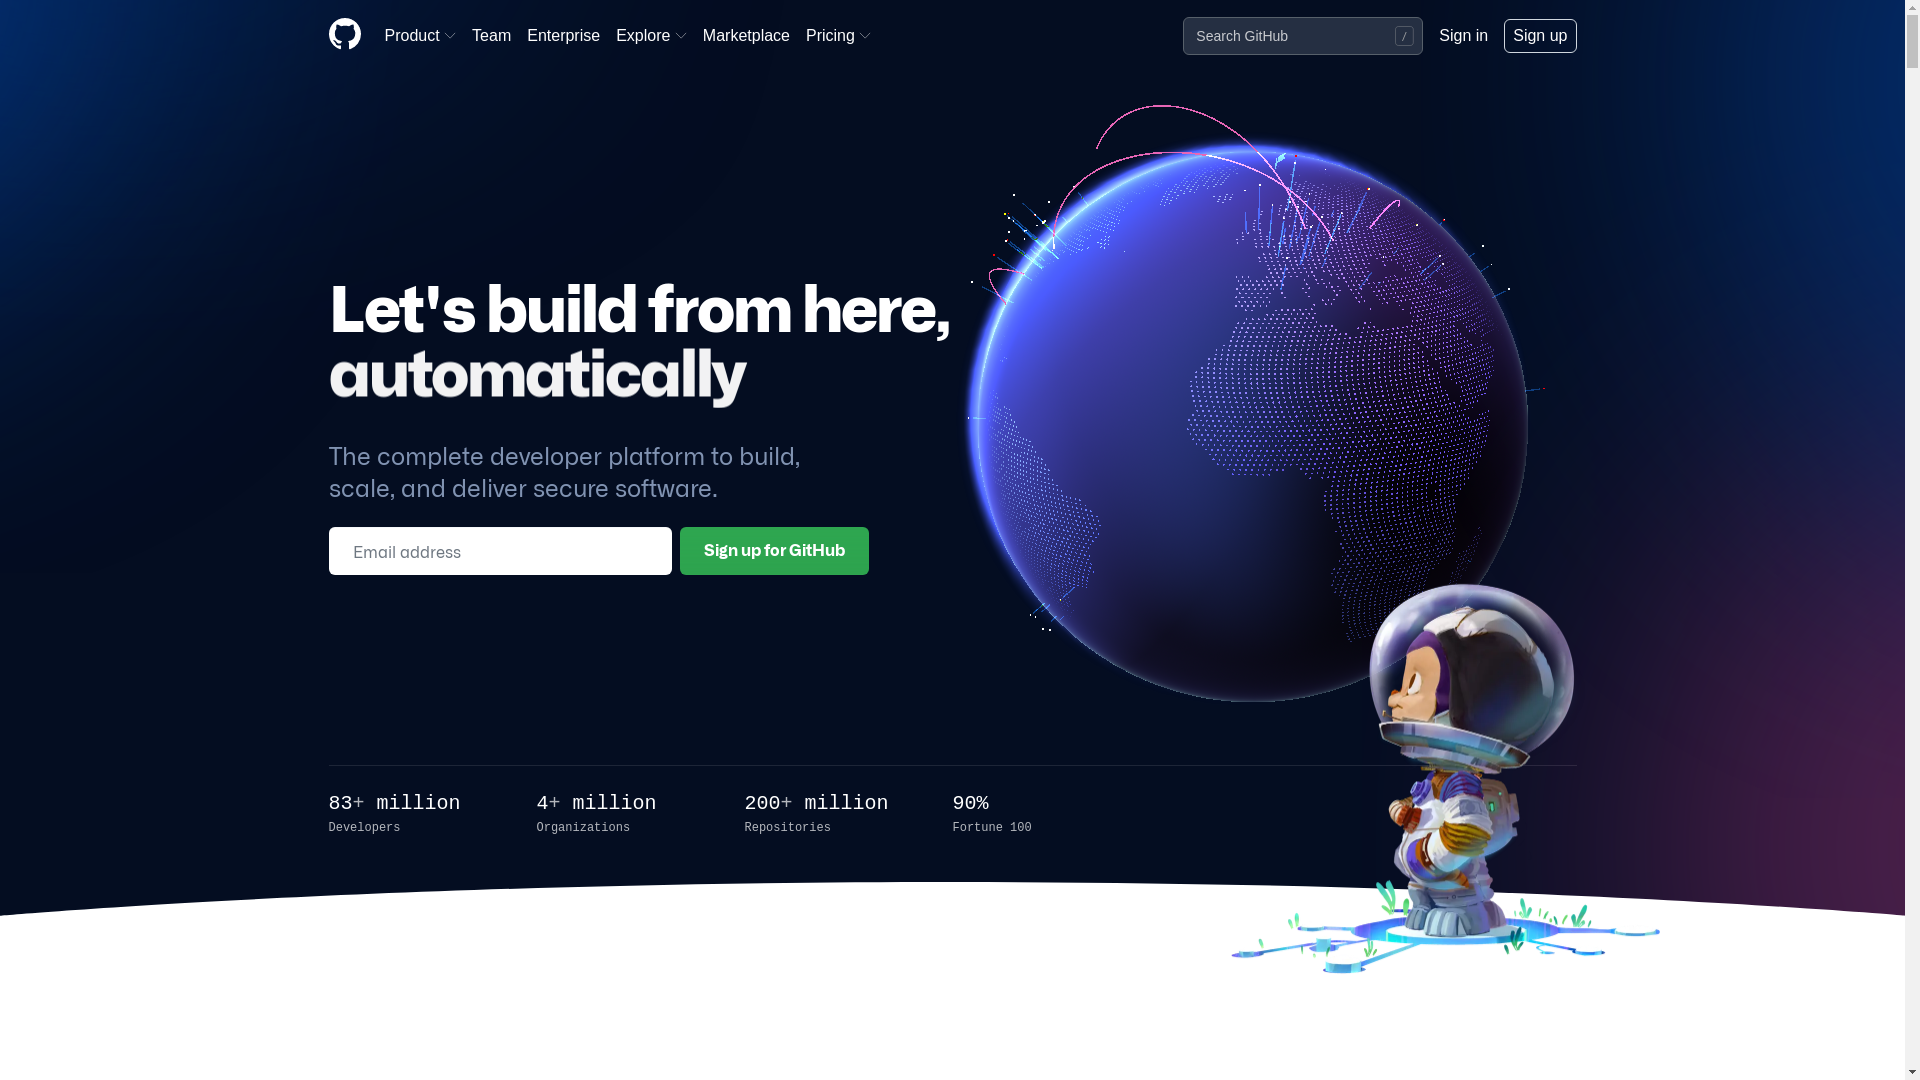 Product Team Enterprise Explore Marketplace Pricing Search GitHub / Sign in Sign up
Let's build from here,
automatically
The complete developer platform to build,
scale, and deliver secure software.
Email address Sign up for GitHub
83+ million 4+ million 200+ million 90%
Developers Organizations Repositories Fortune 100